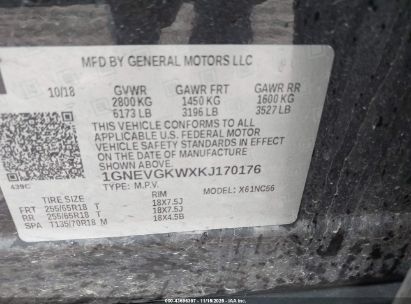 MFD BY GENERAL MOTORS LLC
10/18 GVWR GAWR FRT GAWR RR
2800 KG 1450 KG 1600 KG
6173 LB 3196 LB 3527 LB
THIS VEHICLE CONFORMS TO ALL
APPLICABLE U.S. FEDERAL MOTOR
VEHICLE SAFETY STANDARDS IN EFFECT
ON THE DATE OF MANUFACTURE
SHOWN ABOVE.
1GNEVGKWXKJ170176
439C TYPE: M.P.V. MODEL: X61NC56
TIRE SIZE RIM
FRT 255/65R18 T 18X7.5J
RR 255/65R18 T 18X7.5J
SPA T135/70R18 M 18X4.5B